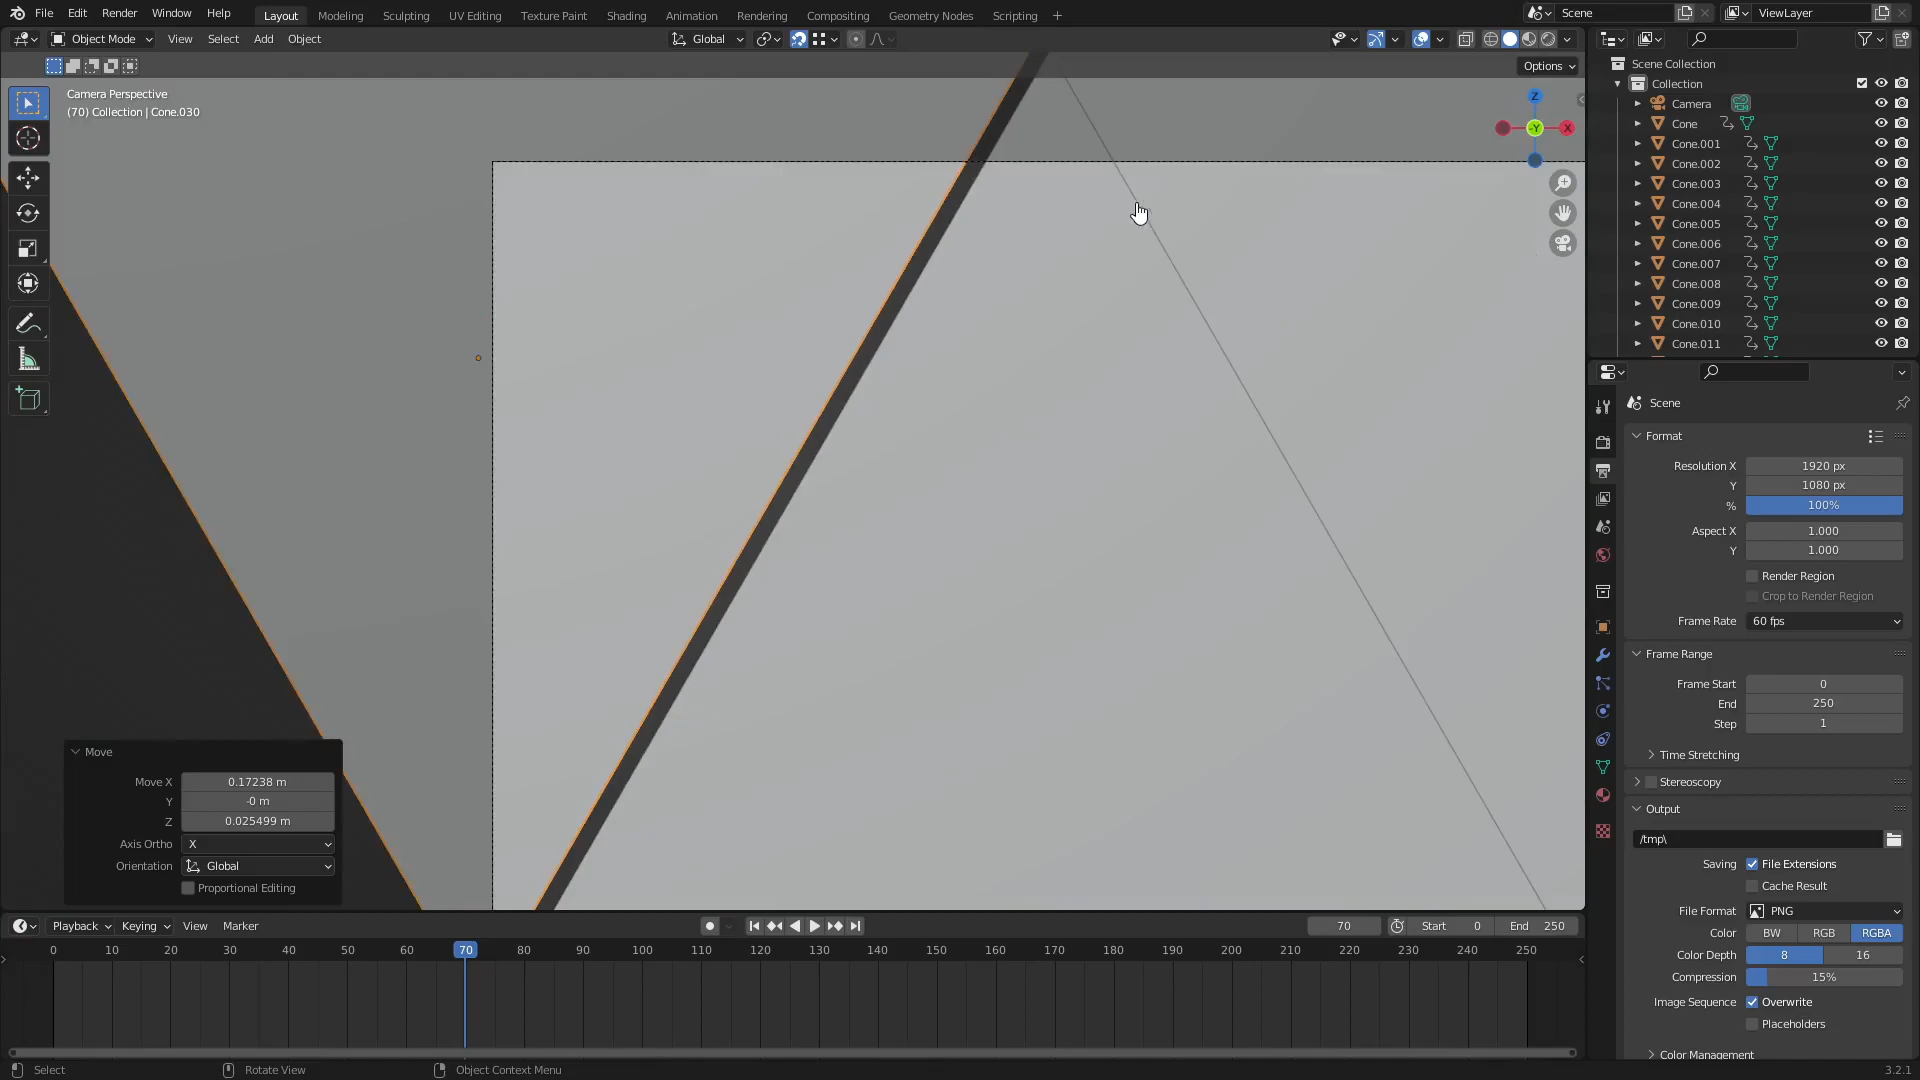 File Edit Render Window Help Layout Modeling Sculpting UV Editing Texture Paint Shading Animation Rendering Compositing Geometry Nodes Scripting + Scene ViewLayer
Object Mode View Select Add Object Global
Options
Camera Perspective
(70) Collection | Cone.030
Z
-Y
X
Scene Collection
Collection
Camera
Cone
Cone.001
Cone.002
Cone.003
Cone.004
Cone.005
Cone.006
Cone.007
Cone.008
Cone.009
Cone.010
Cone.011
Scene
Format
Resolution X 1920 px
Y 1080 px
% 100%
Aspect X 1.000
Y 1.000
Render Region
Crop to Render Region
Frame Rate 60 fps
Frame Range
Frame Start 0
End 250
Step 1
Time Stretching
Stereoscopy
Output
/tmp\
Saving File Extensions
Cache Result
File Format PNG
Color BW RGB RGBA
Color Depth 8 16
Compression 15%
Image Sequence Overwrite
Placeholders
Color Management
Move
Move X 0.17238 m
Y -0 m
Z 0.025499 m
Axis Ortho X
Orientation Global
Proportional Editing
Playback Keying View Marker 70 Start 0 End 250
0 10 20 30 40 50 60 70 80 90 100 110 120 130 140 150 160 170 180 190 200 210 220 230 240 250
Select Rotate View Object Context Menu 3.2.1